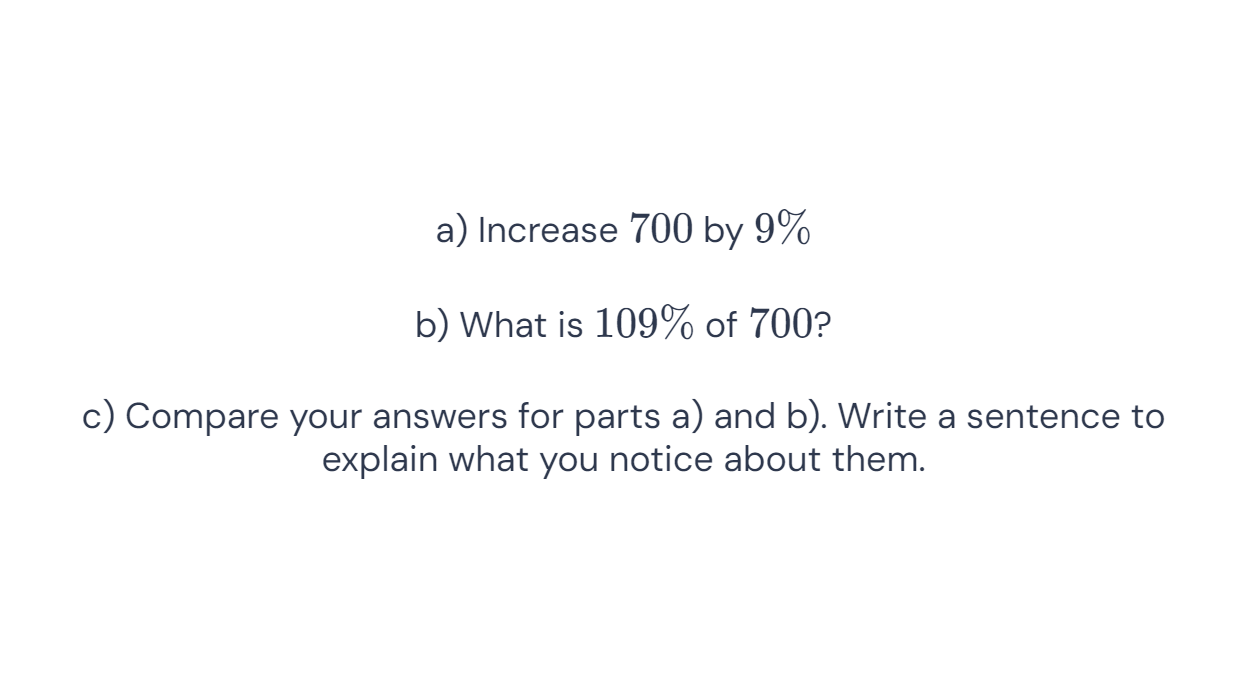 a) Increase 700 by 9%
b) What is 109% of 700?
c) Compare your answers for parts a) and b). Write a sentence to
explain what you notice about them.